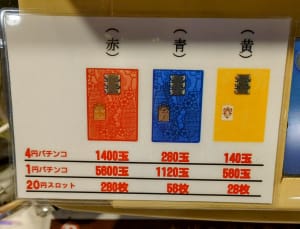 （赤） （青） （黄）
4円パチンコ 1400玉 280玉 140玉
1円パチンコ 5600玉 1120玉 560玉
20円スロット 280枚 56枚 28枚